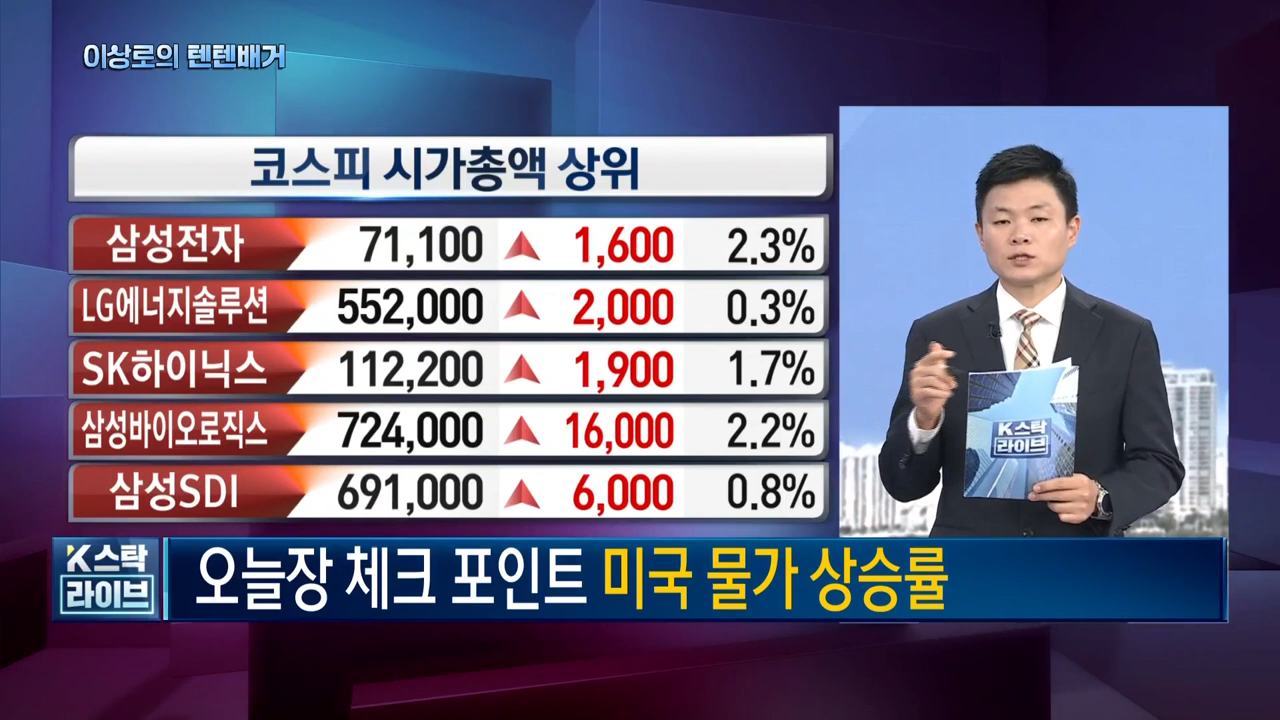 이상로의 텐텐배거
코스피 시가총액 상위
삼성전자 71,100 ▲ 1,600 2.3%
LG에너지솔루션 552,000 ▲ 2,000 0.3%
SK하이닉스 112,200 ▲ 1,900 1.7%
삼성바이오로직스 724,000 ▲ 16,000 2.2%
삼성SDI 691,000 ▲ 6,000 0.8%
K스탁
라이브
K스탁
라이브
오늘장 체크 포인트 미국 물가 상승률